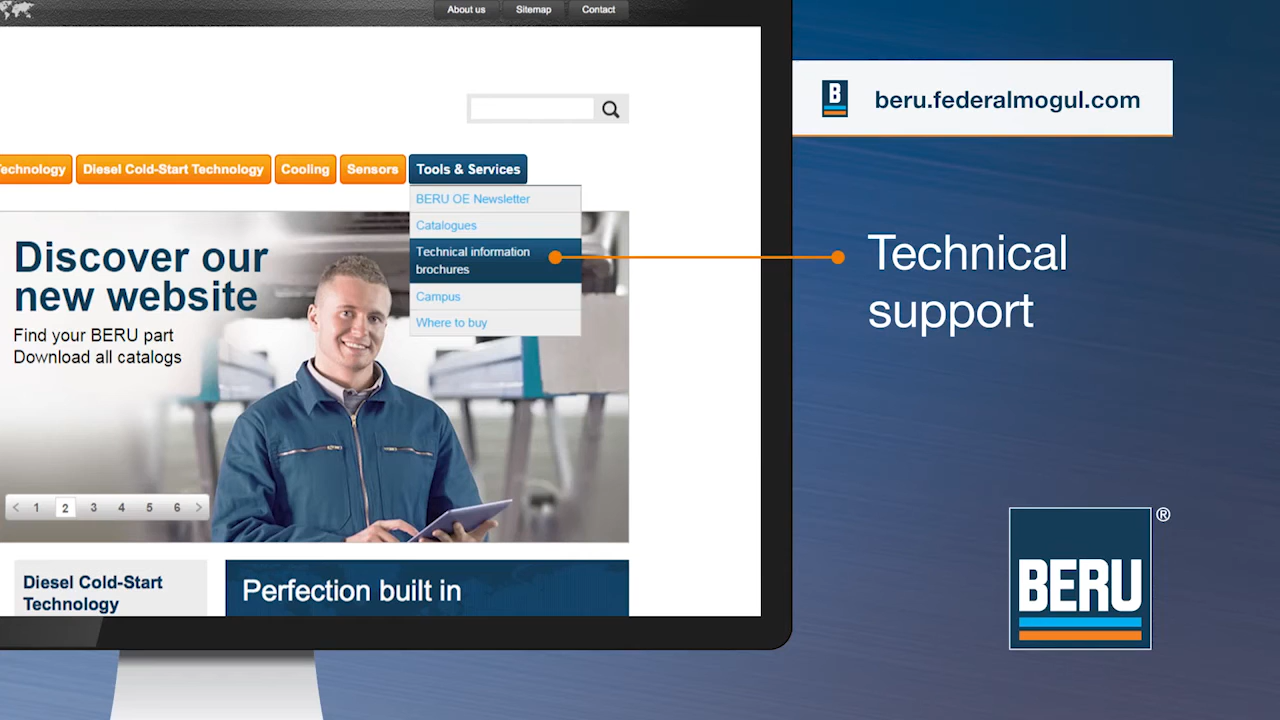 About us Sitemap Contact
B
beru.federalmogul.com
Technology Diesel Cold-Start Technology Cooling Sensors Tools & Services
BERU OE Newsletter
Catalogues
Technical information
brochures
Campus
Where to buy
Technical
support
Discover our
new website
Find your BERU part
Download all catalogs
< 1 2 3 4 5 6 >
Diesel Cold-Start
Technology
Perfection built in
BERU
®